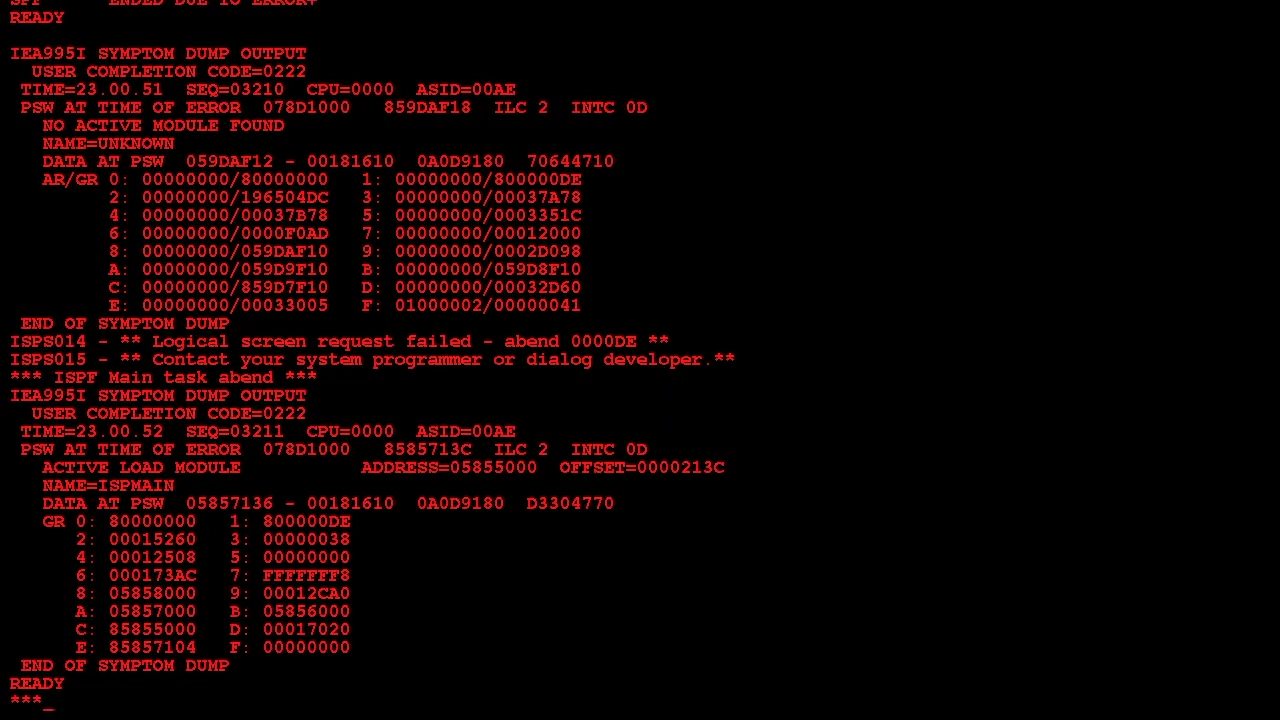 SPF      ENDED DUE TO ERROR+
READY
IEA995I SYMPTOM DUMP OUTPUT
  USER COMPLETION CODE=0222
 TIME=23.00.51  SEQ=03210  CPU=0000  ASID=00AE
 PSW AT TIME OF ERROR  078D1000   859DAF18  ILC 2  INTC 0D
   NO ACTIVE MODULE FOUND
   NAME=UNKNOWN
   DATA AT PSW  059DAF12 - 00181610  0A0D9180  70644710
   AR/GR 0: 00000000/80000000   1: 00000000/800000DE
         2: 00000000/196504DC   3: 00000000/00037A78
         4: 00000000/00037B78   5: 00000000/0003351C
         6: 00000000/0000F0AD   7: 00000000/00012000
         8: 00000000/059DAF10   9: 00000000/0002D098
         A: 00000000/059D9F10   B: 00000000/059D8F10
         C: 00000000/859D7F10   D: 00000000/00032D60
         E: 00000000/00033005   F: 01000002/00000041
 END OF SYMPTOM DUMP
ISPS014 - ** Logical screen request failed - abend 0000DE **
ISPS015 - ** Contact your system programmer or dialog developer.**
*** ISPF Main task abend ***
IEA995I SYMPTOM DUMP OUTPUT
  USER COMPLETION CODE=0222
 TIME=23.00.52  SEQ=03211  CPU=0000  ASID=00AE
 PSW AT TIME OF ERROR  078D1000   8585713C  ILC 2  INTC 0D
   ACTIVE LOAD MODULE           ADDRESS=05855000  OFFSET=0000213C
   NAME=ISPMAIN
   DATA AT PSW  05857136 - 00181610  0A0D9180  D3304770
   GR 0: 80000000   1: 800000DE
      2: 00015260   3: 00000038
      4: 00012508   5: 00000000
      6: 000173AC   7: FFFFFFF8
      8: 05858000   9: 00012CA0
      A: 05857000   B: 05856000
      C: 85855000   D: 00017020
      E: 85857104   F: 00000000
 END OF SYMPTOM DUMP
READY
***_